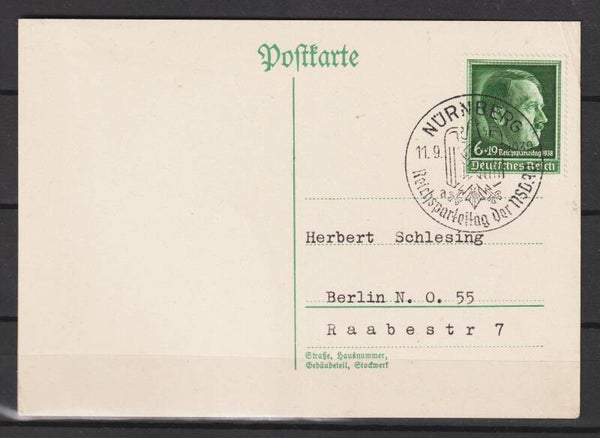 Postkarte
6+19 Reichsparteitag 1938
Deutsches Reich
NÜRNBERG
11.9.
a
Reichsparteitag der NSDAP
Herbert Schlesing
Berlin N. O. 55
Raabestr 7
Straße, Hausnummer,
Gebäudeteil, Stockwerk